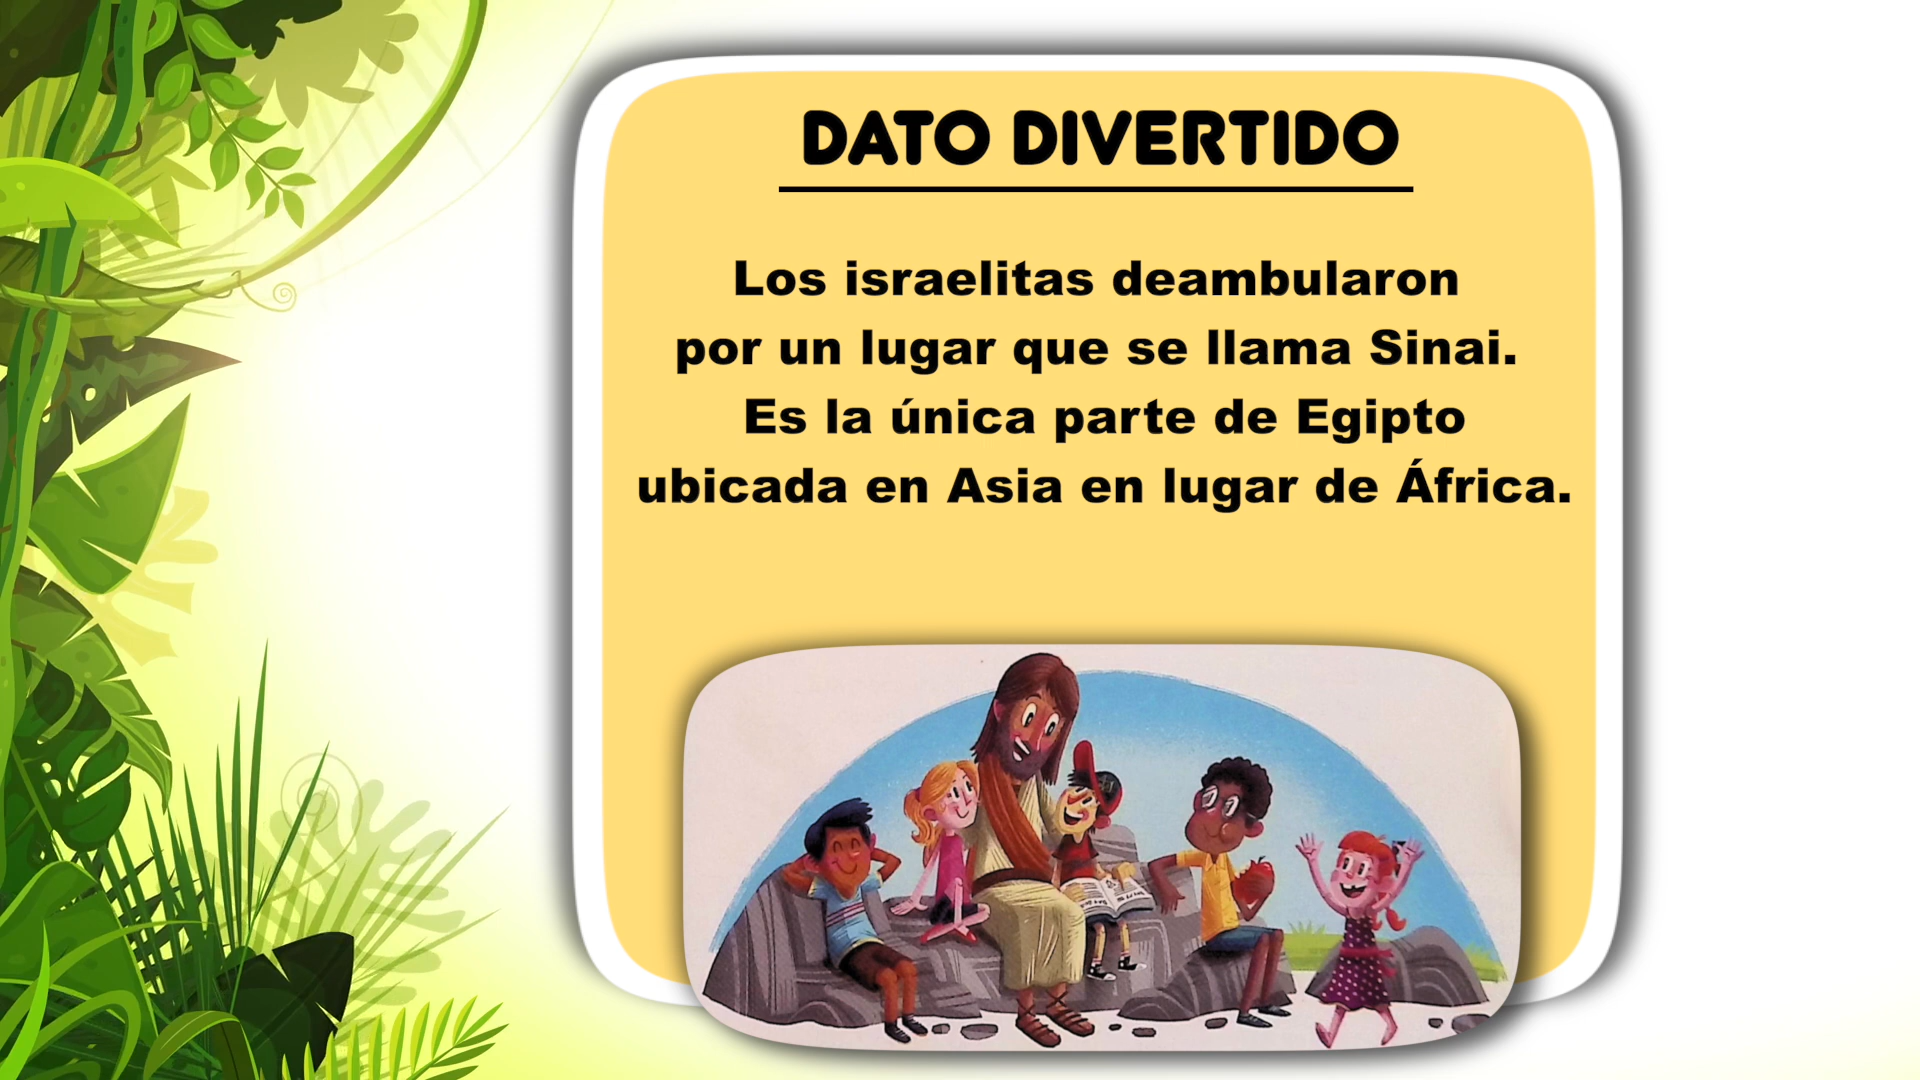 DATO DIVERTIDO
Los israelitas deambularon
por un lugar que se llama Sinai.
Es la única parte de Egipto
ubicada en Asia en lugar de África.